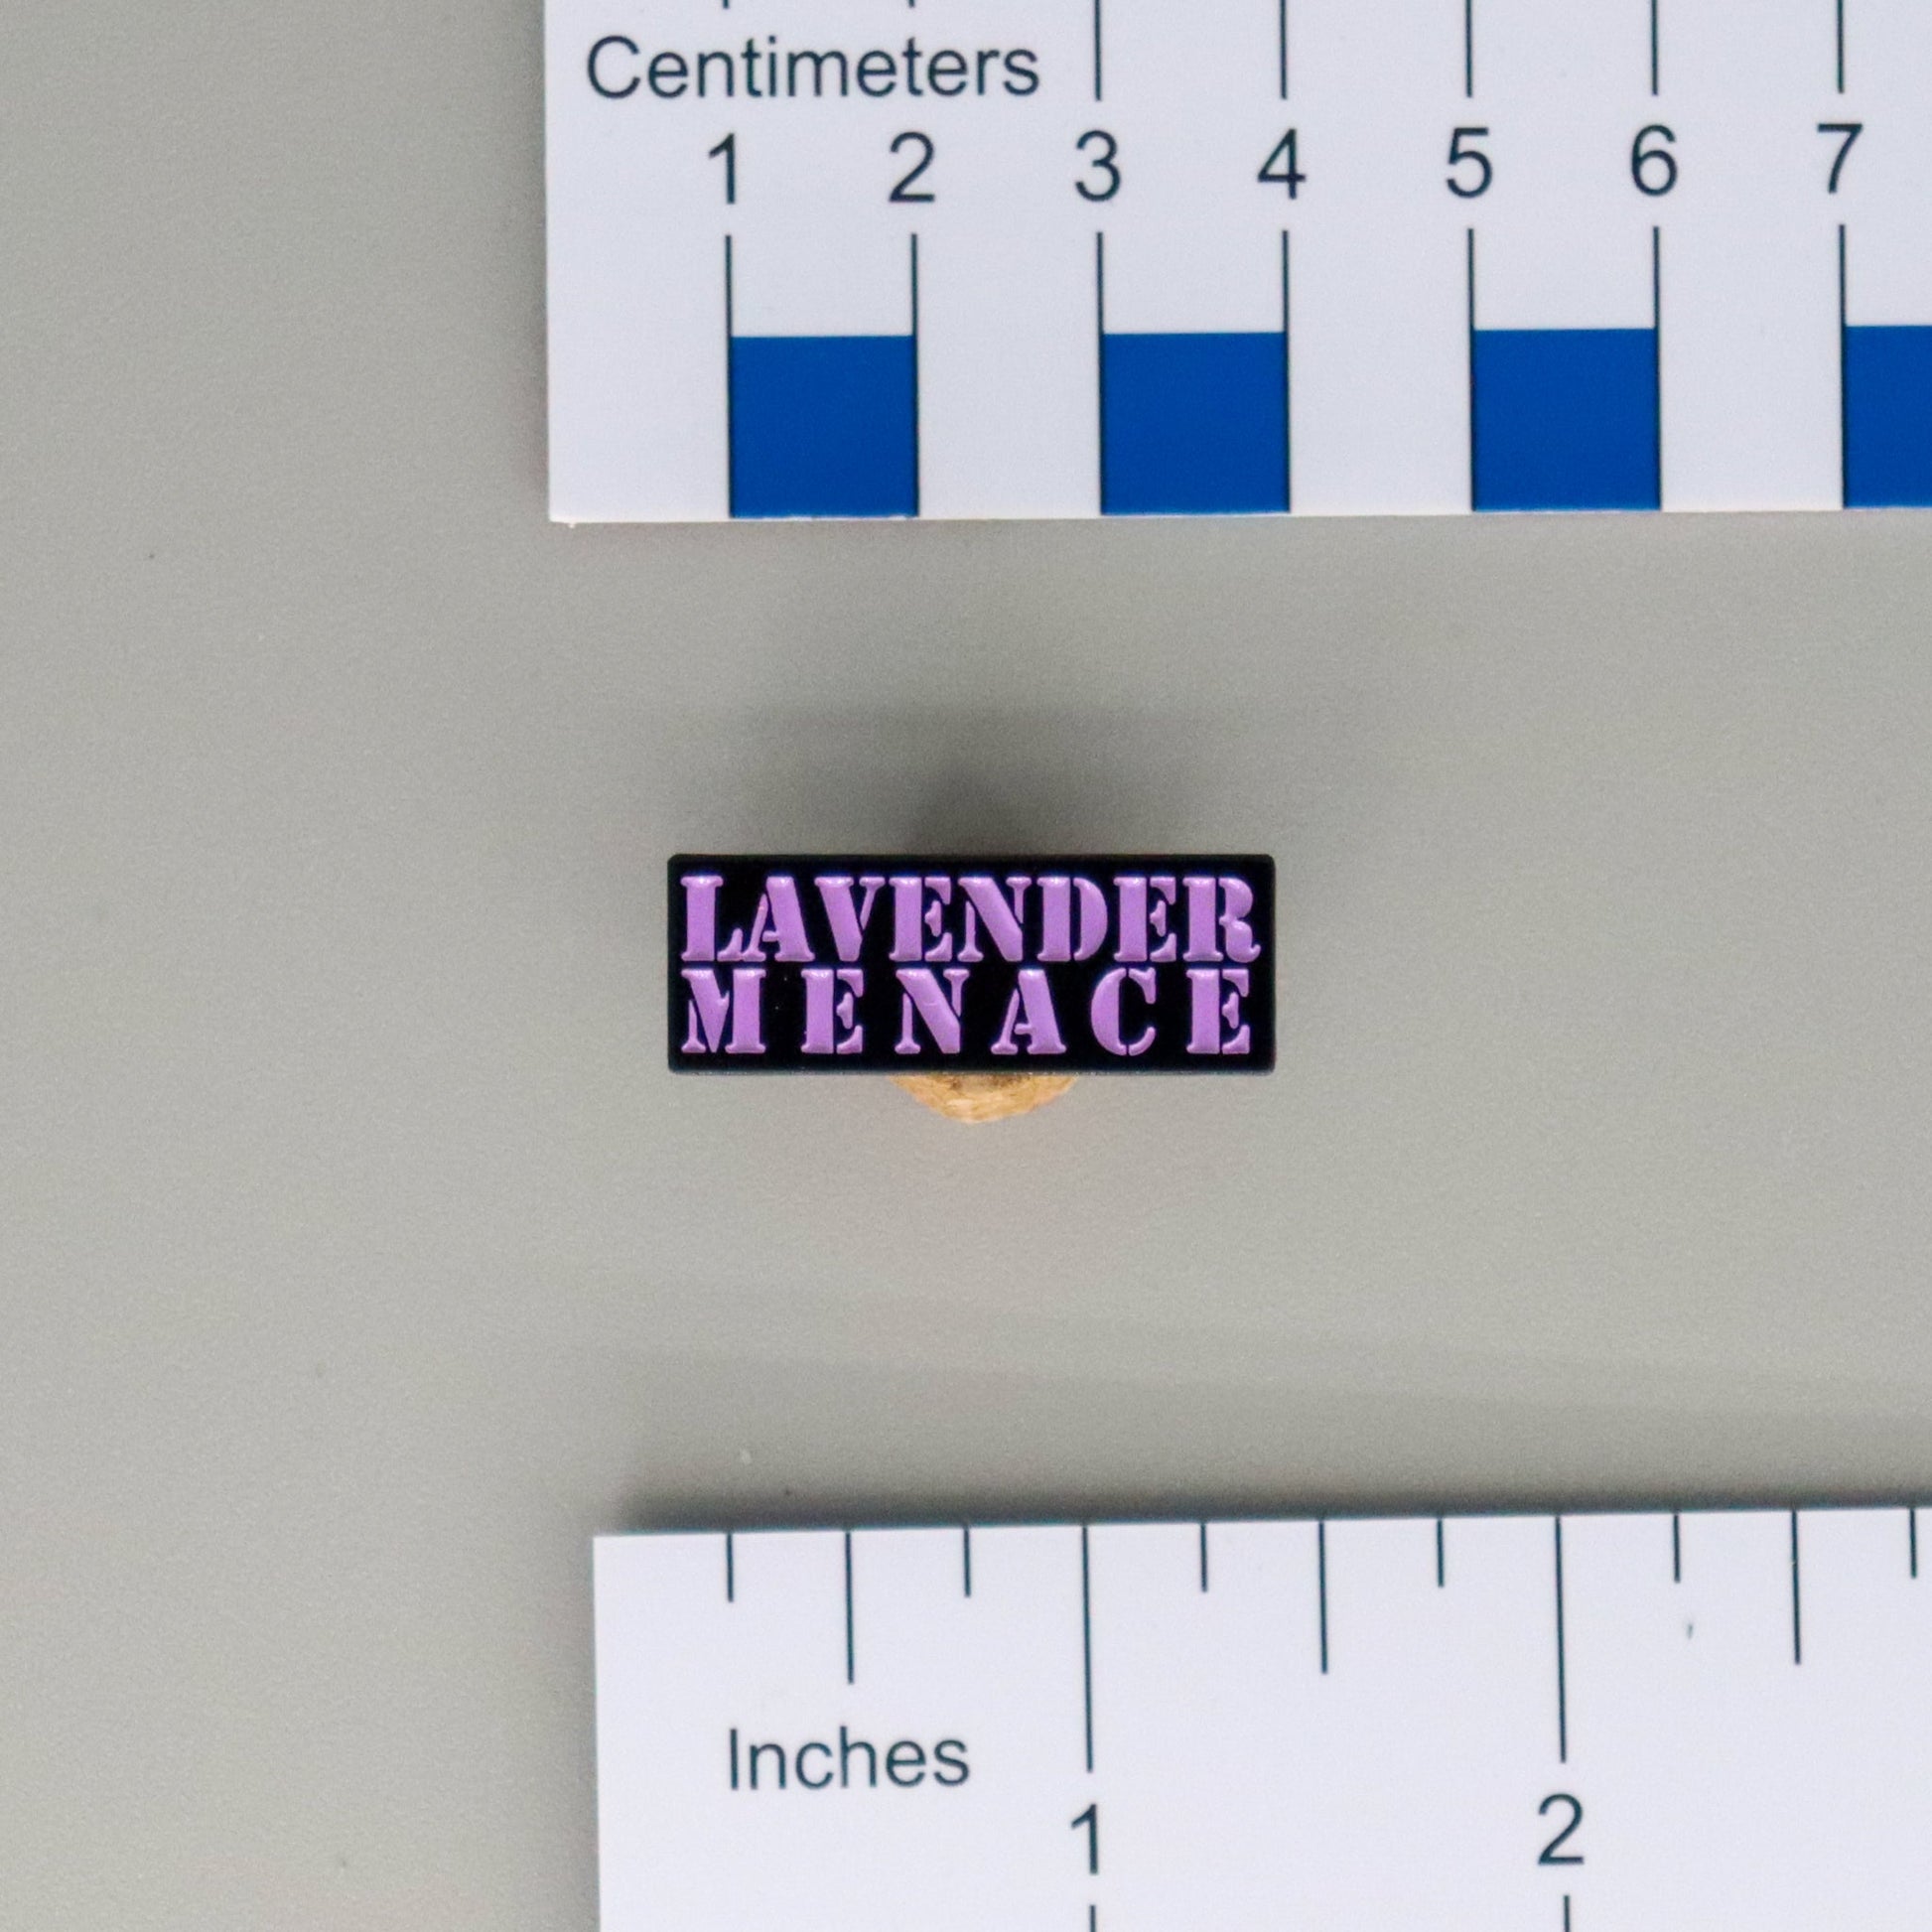 Centimeters
1 2 3 4 5 6 7
LAVENDER
MENACE
Inches
1 2